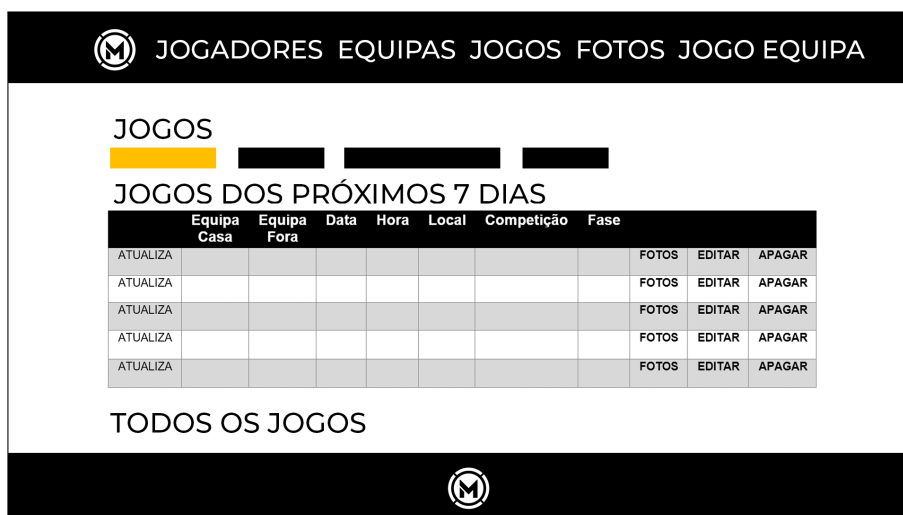 M JOGADORES EQUIPAS JOGOS FOTOS JOGO EQUIPA
JOGOS
JOGOS DOS PRÓXIMOS 7 DIAS
Equipa Casa Equipa Fora Data Hora Local Competição Fase
ATUALIZA FOTOS EDITAR APAGAR
ATUALIZA FOTOS EDITAR APAGAR
ATUALIZA FOTOS EDITAR APAGAR
ATUALIZA FOTOS EDITAR APAGAR
ATUALIZA FOTOS EDITAR APAGAR
TODOS OS JOGOS
M